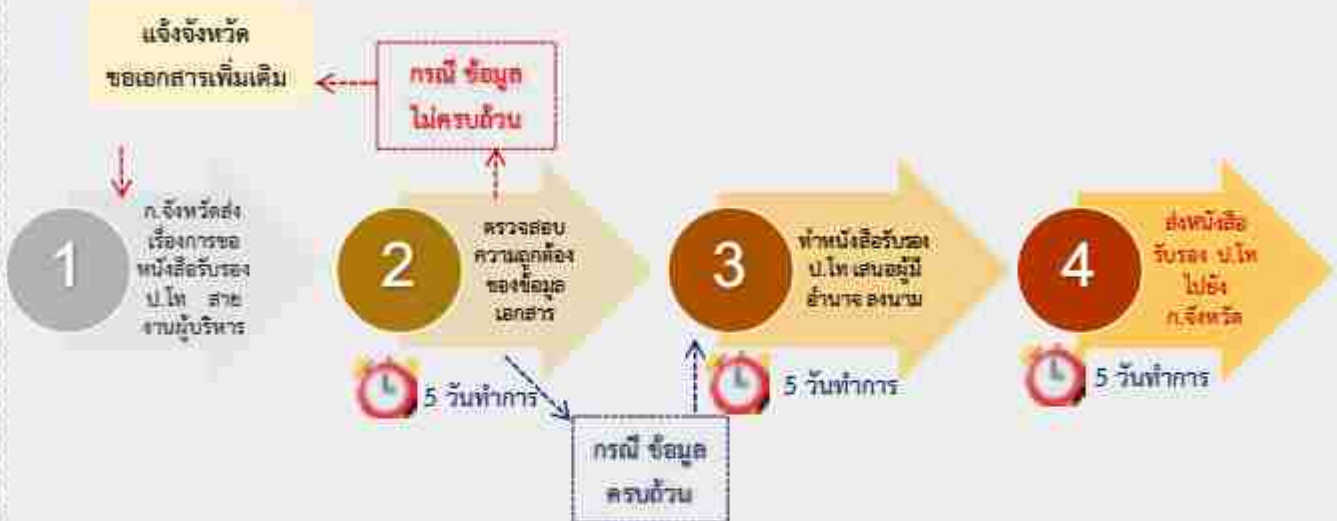 แจ้งจังหวัด
ขอเอกสารเพิ่มเติม
กรณี ข้อมูล
ไม่ครบถ้วน
1
ก.จังหวัดส่ง
เรื่องการขอ
หนังสือรับรอง
ป.โท สาย
งานผู้บริหาร
2
ตรวจสอบ
ความถูกต้อง
ของข้อมูล
เอกสาร
5 วันทำการ
กรณี ข้อมูล
ครบถ้วน
3
ทำหนังสือรับรอง
ป.โท เสนอผู้มี
อำนาจ ลงนาม
5 วันทำการ
4
ส่งหนังสือ
รับรอง ป.โท
ไปยัง
ก.จังหวัด
5 วันทำการ